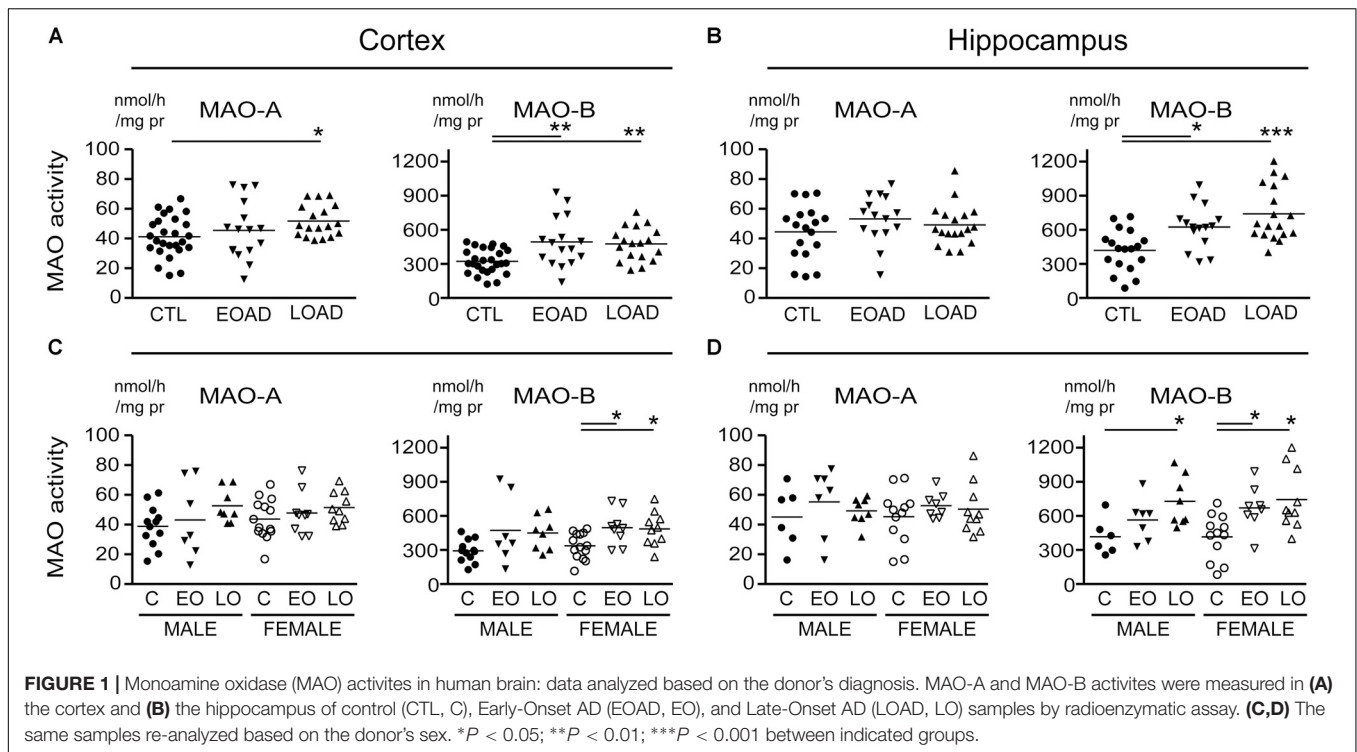 A
Cortex
B
Hippocampus
nmol/h
/mg pr
MAO-A
nmol/h
/mg pr
MAO-B
nmol/h
/mg pr
MAO-A
nmol/h
/mg pr
MAO-B
MAO activity
100
80
60
40
20
0
*
CTL EOAD LOAD
1200
900
600
300
0
**
**
CTL EOAD LOAD
100
80
60
40
20
0
CTL EOAD LOAD
1200
900
600
300
0
*
***
CTL EOAD LOAD
C
D
nmol/h
/mg pr
MAO-A
nmol/h
/mg pr
MAO-B
nmol/h
/mg pr
MAO-A
nmol/h
/mg pr
MAO-B
MAO activity
100
80
60
40
20
0
C EO LO C EO LO
MALE FEMALE
1200
900
600
300
0
*
*
C EO LO C EO LO
MALE FEMALE
100
80
60
40
20
0
C EO LO C EO LO
MALE FEMALE
1200
900
600
300
0
*
*
*
C EO LO C EO LO
MALE FEMALE
FIGURE 1 | Monoamine oxidase (MAO) activites in human brain: data analyzed based on the donor's diagnosis. MAO-A and MAO-B activites were measured in (A)
the cortex and (B) the hippocampus of control (CTL, C), Early-Onset AD (EOAD, EO), and Late-Onset AD (LOAD, LO) samples by radioenzymatic assay. (C,D) The
same samples re-analyzed based on the donor's sex. *P < 0.05; **P < 0.01; ***P < 0.001 between indicated groups.